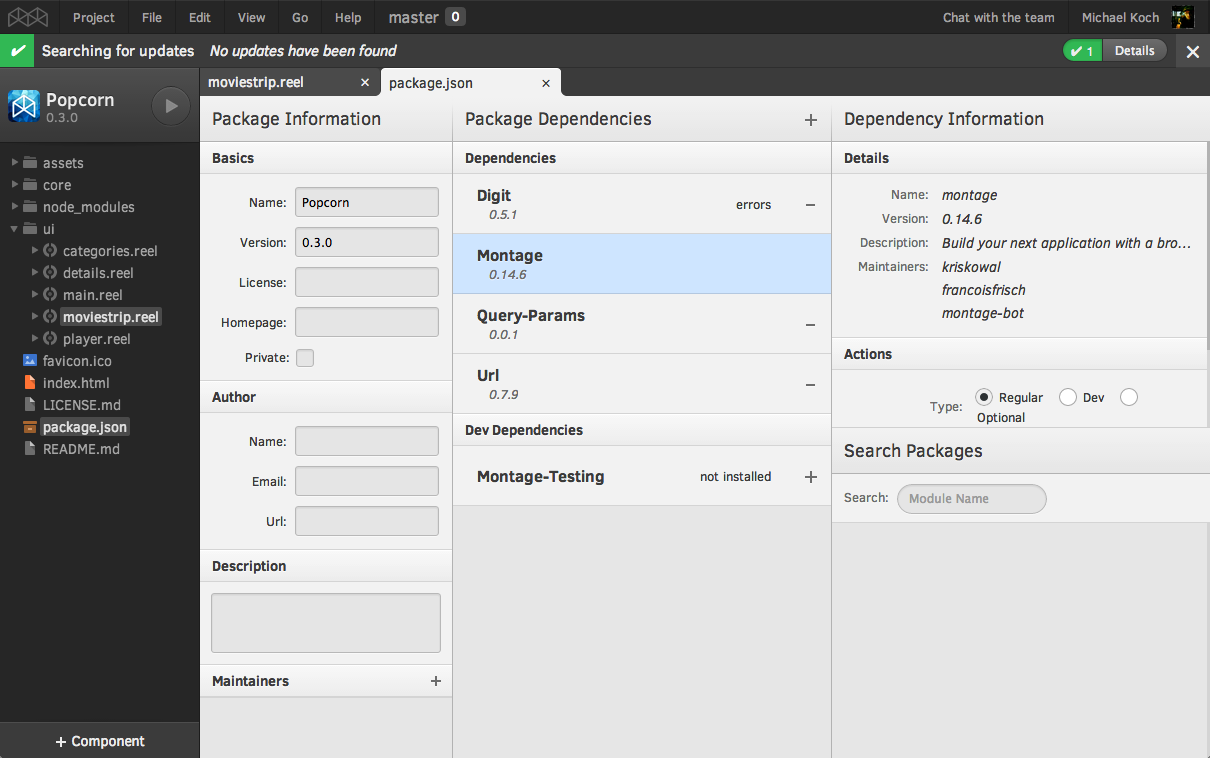 Project File Edit View Go Help master 0 Chat with the team Michael Koch
Searching for updates No updates have been found ✔ 1 Details
Popcorn
0.3.0
assets
core
node_modules
ui
categories.reel
details.reel
main.reel
moviestrip.reel
player.reel
favicon.ico
index.html
LICENSE.md
package.json
README.md
+ Component
moviestrip.reel × package.json ×
Package Information
Basics
Name: Popcorn
Version: 0.3.0
License:
Homepage:
Private:
Author
Name:
Email:
Url:
Description
Maintainers +
Package Dependencies +
Dependencies
Digit
0.5.1
errors −
Montage
0.14.6
Query-Params
0.0.1
−
Url
0.7.9
−
Dev Dependencies
Montage-Testing not installed +
Dependency Information
Details
Name: montage
Version: 0.14.6
Description: Build your next application with a bro...
Maintainers: kriskowal
francoisfrisch
montage-bot
Actions
Type: Regular Dev
Optional
Search Packages
Search: Module Name